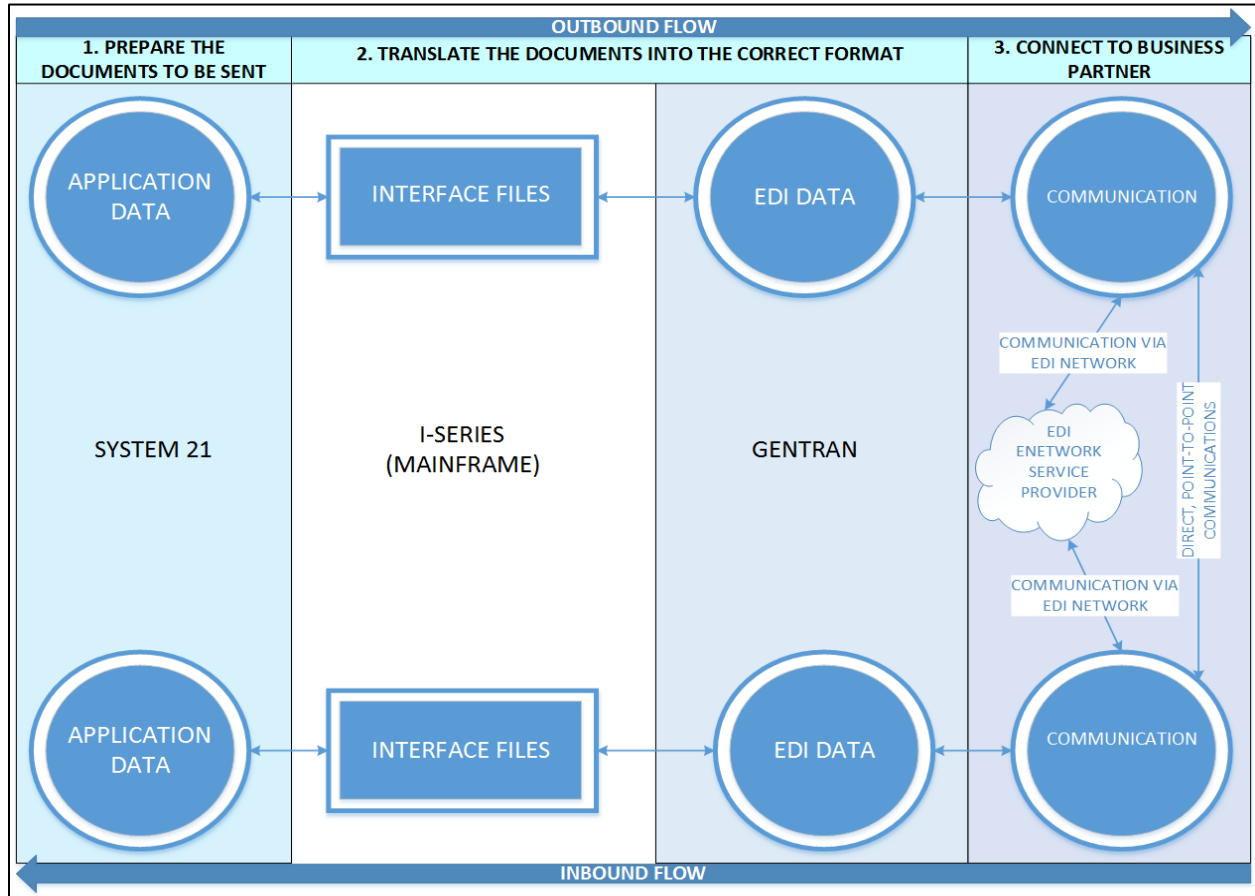 OUTBOUND FLOW
1. PREPARE THE
DOCUMENTS TO BE SENT
2. TRANSLATE THE DOCUMENTS INTO THE CORRECT FORMAT
3. CONNECT TO BUSINESS
PARTNER
APPLICATION
DATA
INTERFACE FILES
EDI DATA
COMMUNICATION
COMMUNICATION VIA
EDI NETWORK
SYSTEM 21
I-SERIES
(MAINFRAME)
GENTRAN
EDI
ENETWORK
SERVICE
PROVIDER
DIRECT, POINT-TO-POINT
COMMUNICATIONS
COMMUNICATION VIA
EDI NETWORK
APPLICATION
DATA
INTERFACE FILES
EDI DATA
COMMUNICATION
INBOUND FLOW